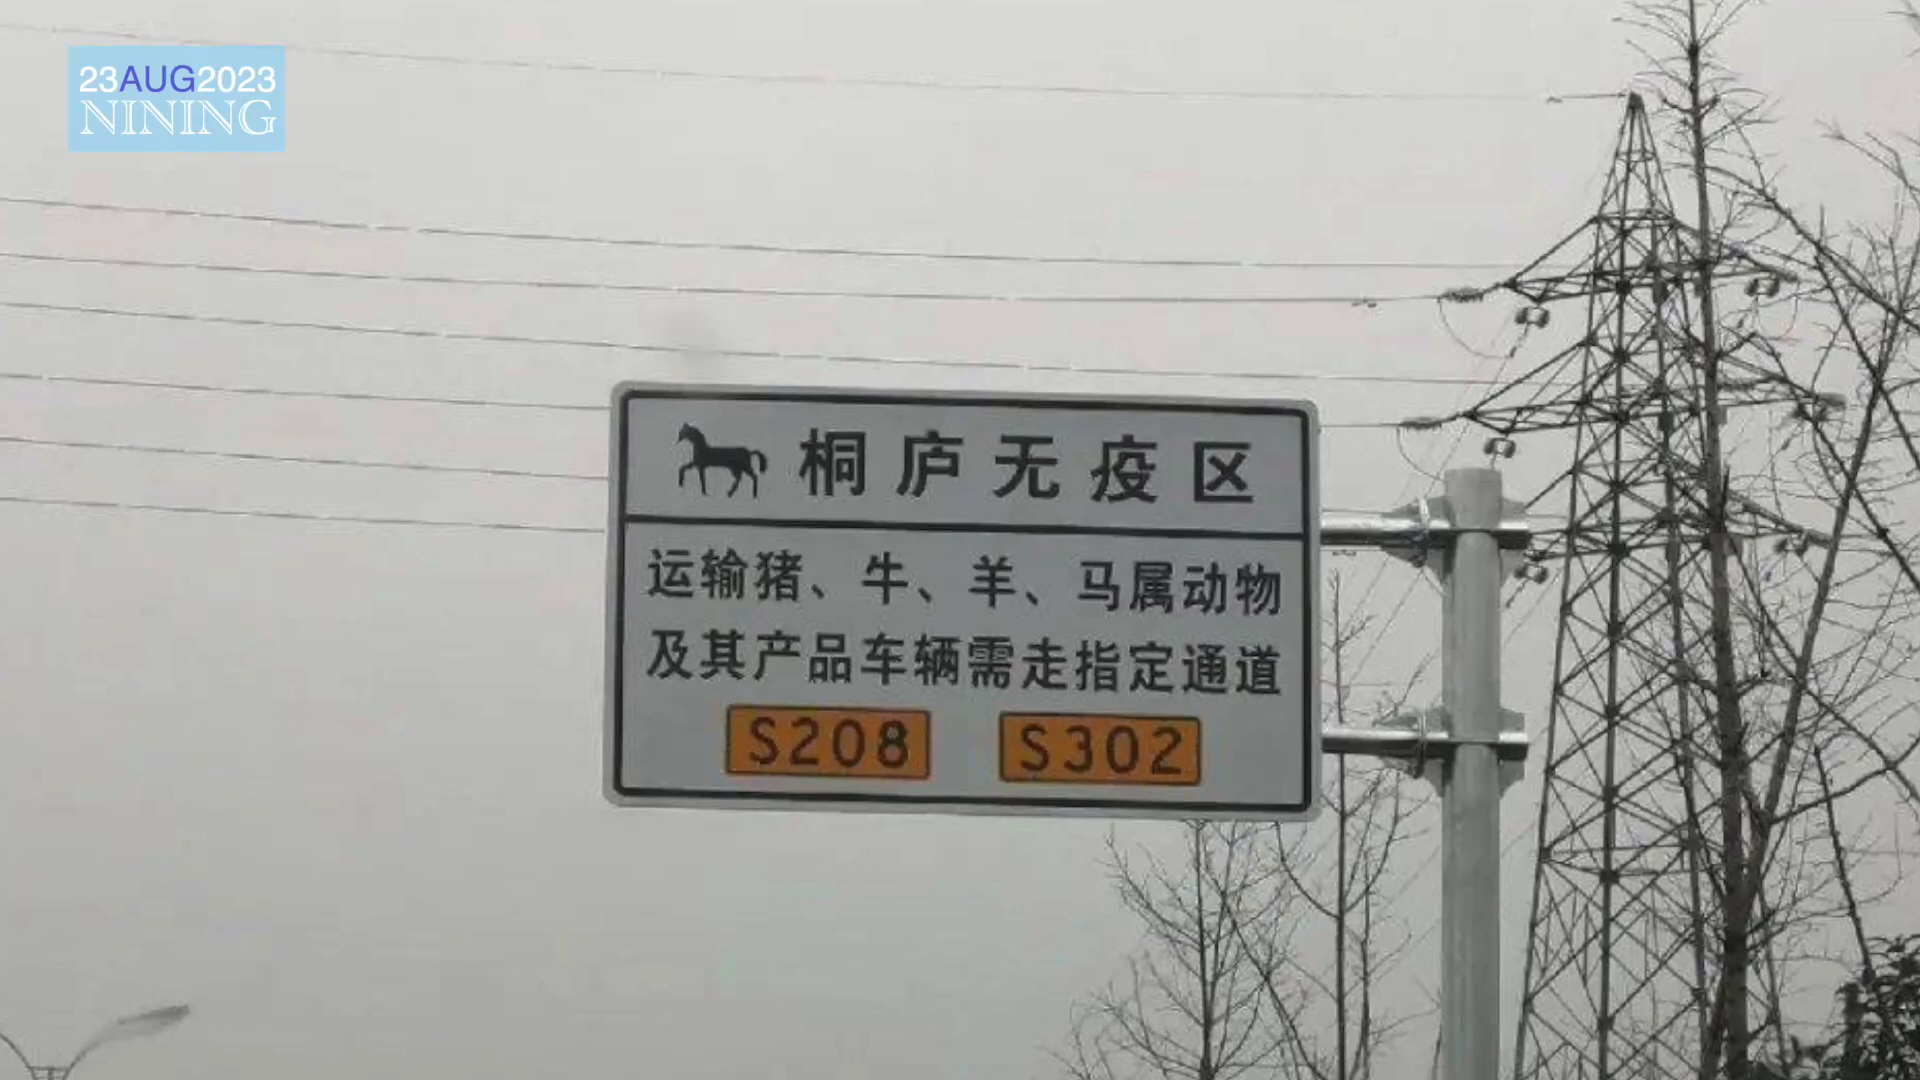 23AUG2023
NINING
桐庐无疫区
运输猪、牛、羊、马属动物
及其产品车辆需走指定通道
S208 S302